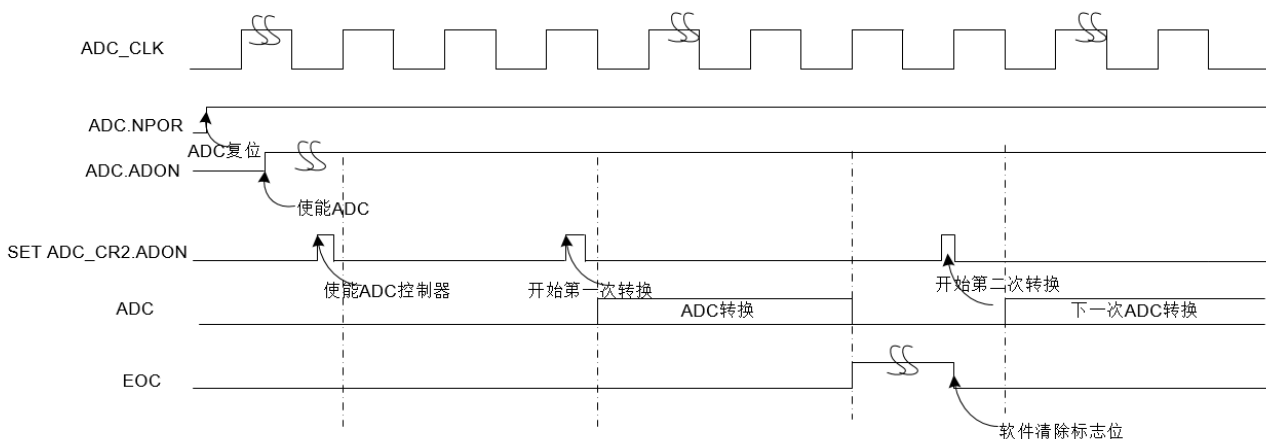 ADC_CLK
ADC.NPOR
ADC复位
ADC.ADON
使能ADC
SET ADC_CR2.ADON
使能ADC控制器
开始第一次转换
开始第二次转换
ADC
ADC转换
下一次ADC转换
EOC
软件清除标志位